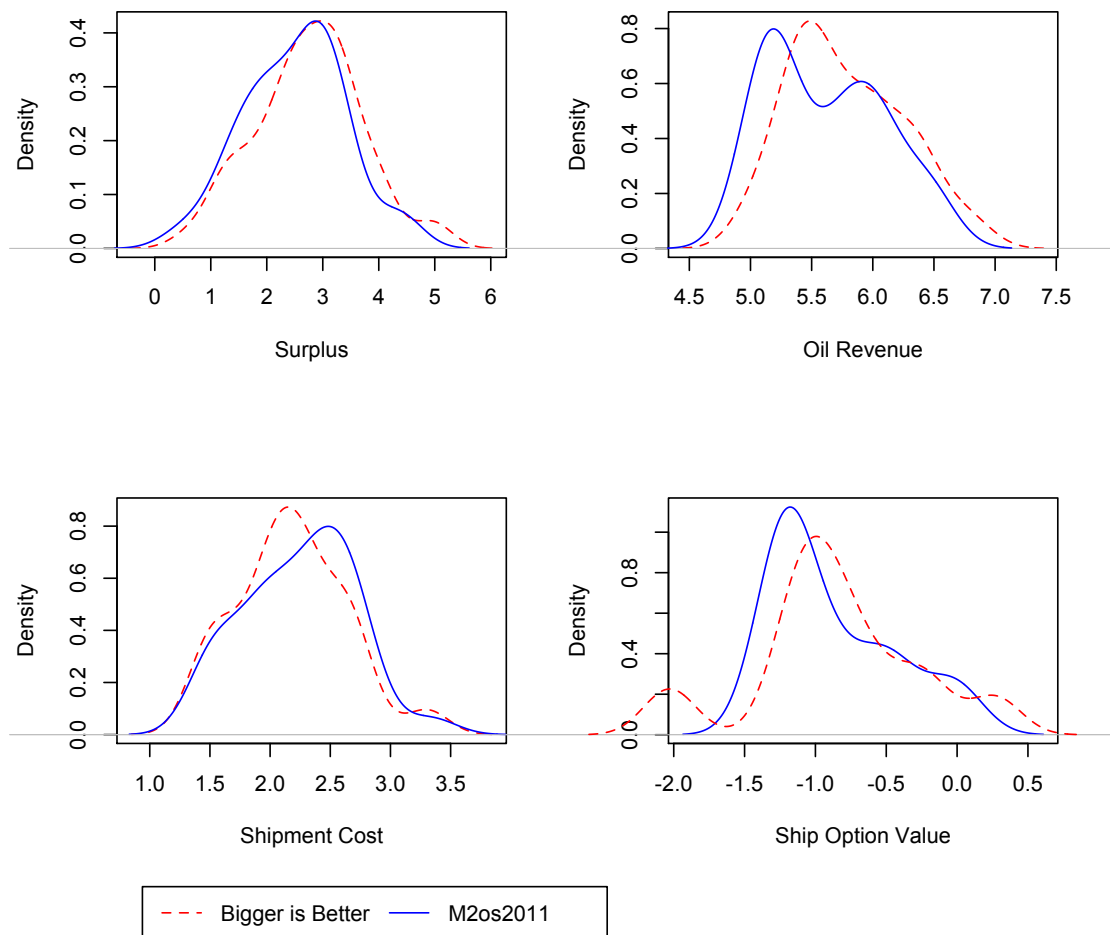 Density
0.0 0.1 0.2 0.3 0.4
0 1 2 3 4 5 6
Surplus
Density
0.0 0.2 0.4 0.6 0.8
4.5 5.0 5.5 6.0 6.5 7.0 7.5
Oil Revenue
Density
0.0 0.2 0.4 0.6 0.8
1.0 1.5 2.0 2.5 3.0 3.5
Shipment Cost
Density
0.0 0.4 0.8
-2.0 -1.5 -1.0 -0.5 0.0 0.5
Ship Option Value
Bigger is Better M2os2011